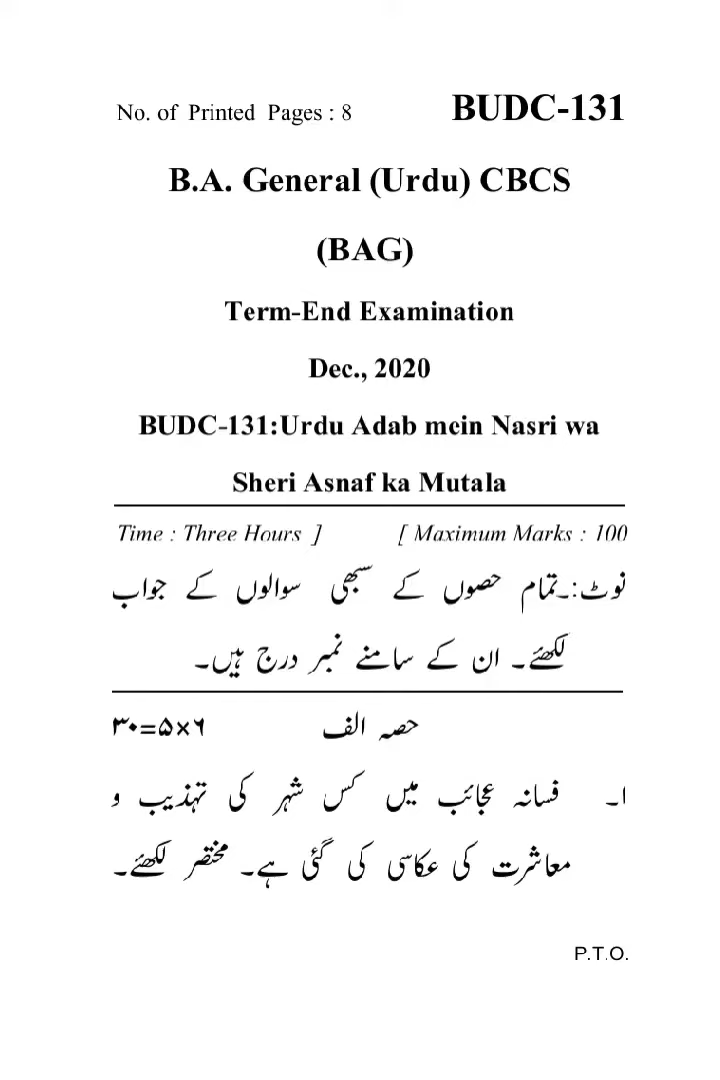 No. of Printed Pages : 8 BUDC-131
B.A. General (Urdu) CBCS
(BAG)
Term-End Examination
Dec., 2020
BUDC-131:Urdu Adab mein Nasri wa
Sheri Asnaf ka Mutala
Time : Three Hours ] [ Maximum Marks : 100
نوٹ:۔تمام حصوں کے سبھی سوالوں کے جواب
لکھئے۔ ان کے سامنے نمبر درج ہیں۔
حصہ الف ۳۰=۵×۶
۱۔ فسانہ عجائب میں کس شہر کی تہذیب و
معاشرت کی عکاسی کی گئی ہے۔ مختصر لکھئے۔
P.T.O.